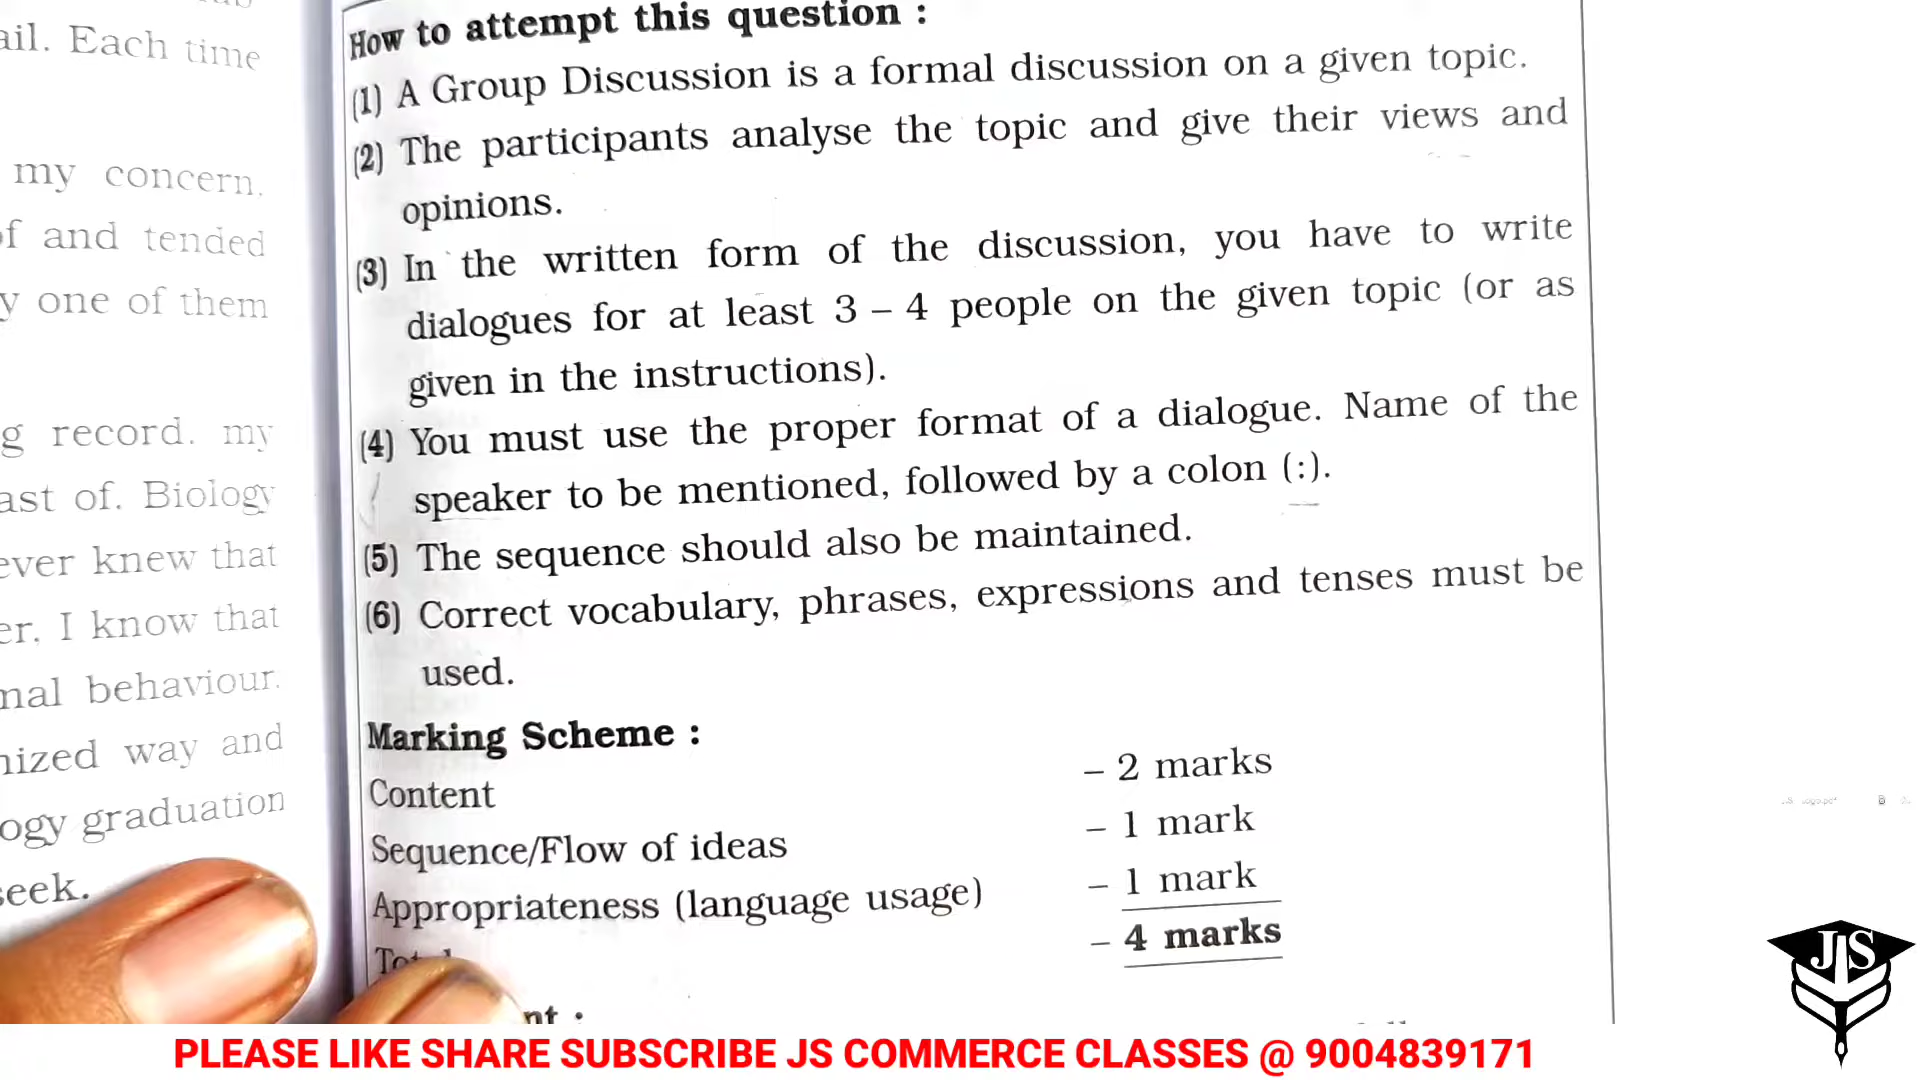 ail. Each time
my concern.
of and tended
y one of them
g record. my
ast of. Biology
ever knew that
er. I know that
nal behaviour.
nized way and
ogy graduation
seek.
How to attempt this question :
(1) A Group Discussion is a formal discussion on a given topic.
(2) The participants analyse the topic and give their views and
opinions.
(3) In the written form of the discussion, you have to write
dialogues for at least 3 – 4 people on the given topic (or as
given in the instructions).
(4) You must use the proper format of a dialogue. Name of the
speaker to be mentioned, followed by a colon (:).
(5) The sequence should also be maintained.
(6) Correct vocabulary, phrases, expressions and tenses must be
used.
Marking Scheme :
Content – 2 marks
Sequence/Flow of ideas – 1 mark
Appropriateness (language usage) – 1 mark
– 4 marks
JS
PLEASE LIKE SHARE SUBSCRIBE JS COMMERCE CLASSES @ 9004839171